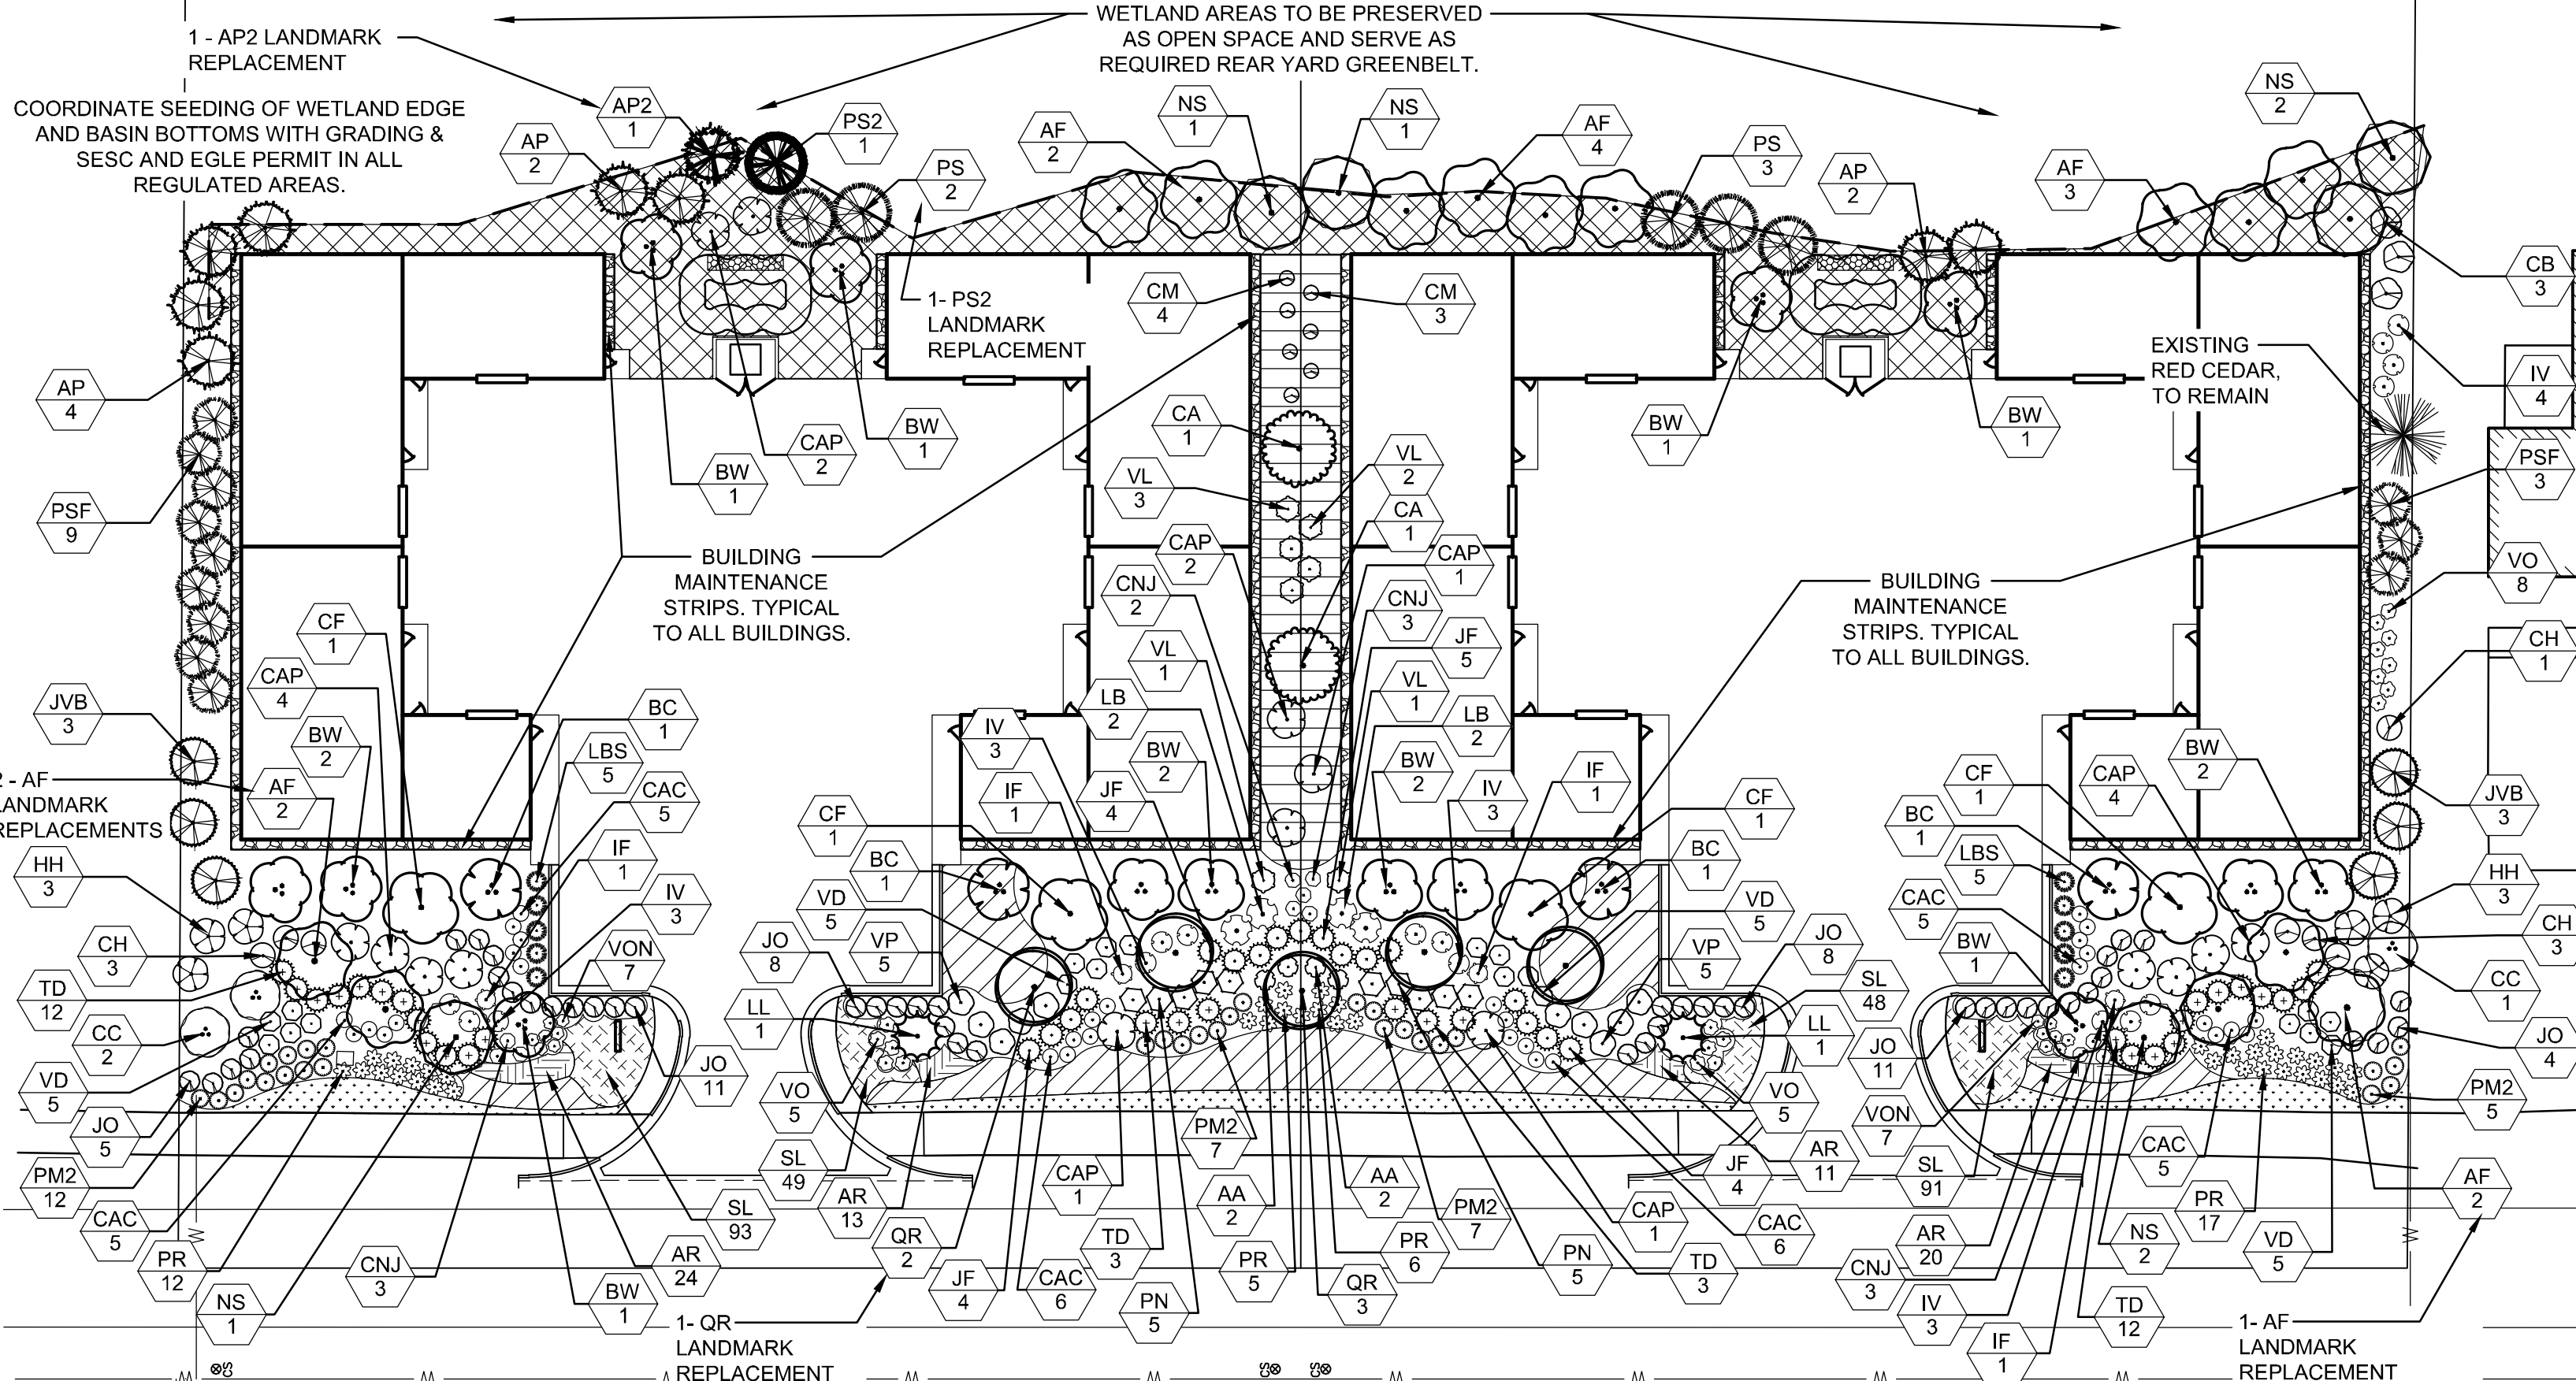 WETLAND AREAS TO BE PRESERVED
AS OPEN SPACE AND SERVE AS
REQUIRED REAR YARD GREENBELT.
1 - AP2 LANDMARK
REPLACEMENT
COORDINATE SEEDING OF WETLAND EDGE
AND BASIN BOTTOMS WITH GRADING &
SESC AND EGLE PERMIT IN ALL
REGULATED AREAS.
AP2
1
AP
2
PS2
1
PS
2
AF
2
NS
1
NS
1
AF
4
PS
3
AP
2
AF
3
NS
2
1- PS2
LANDMARK
REPLACEMENT
CM
4
CM
3
CB
3
EXISTING
RED CEDAR,
TO REMAIN
IV
4
AP
4
CA
1
BW
1
CAP
2
BW
1
BW
1
BW
1
VL
2
VL
3
PSF
3
PSF
9
CA
1
CAP
2
CAP
1
BUILDING
MAINTENANCE
STRIPS. TYPICAL
TO ALL BUILDINGS.
BUILDING
MAINTENANCE
STRIPS. TYPICAL
TO ALL BUILDINGS.
VO
8
CNJ
2
CNJ
3
CF
1
JF
5
VL
1
CH
1
CAP
4
VL
1
JVB
3
BW
2
BC
1
LB
2
LB
2
IV
3
LBS
5
BW
2
BW
2
IF
1
CF
1
CAP
4
BW
2
2 - AF
LANDMARK
REPLACEMENTS
AF
2
CAC
5
IF
1
JF
4
IV
3
CF
1
JVB
3
CF
1
BC
1
HH
3
IF
1
BC
1
BC
1
LBS
5
HH
3
IV
3
VD
5
VD
5
CAC
5
CH
3
VON
7
JO
8
VP
5
VP
5
JO
8
BW
1
CH
3
TD
12
SL
48
CC
1
CC
2
LL
1
LL
1
JO
11
JO
4
VD
5
JO
11
VO
5
VO
5
PM2
5
JO
5
VON
7
PM2
12
CAC
5
PM2
7
SL
49
AR
13
CAP
1
AA
2
AA
2
PM2
7
CAP
1
JF
4
AR
11
SL
91
CAC
5
AF
2
PR
12
CNJ
3
SL
93
AR
24
QR
2
TD
3
PR
5
PR
6
PN
5
TD
3
CAC
6
CNJ
3
AR
20
NS
2
PR
17
VD
5
NS
1
BW
1
JF
4
CAC
6
PN
5
QR
3
IV
3
IF
1
TD
12
1- QR
LANDMARK
REPLACEMENT
1- AF
LANDMARK
REPLACEMENT
CS
CS
CS